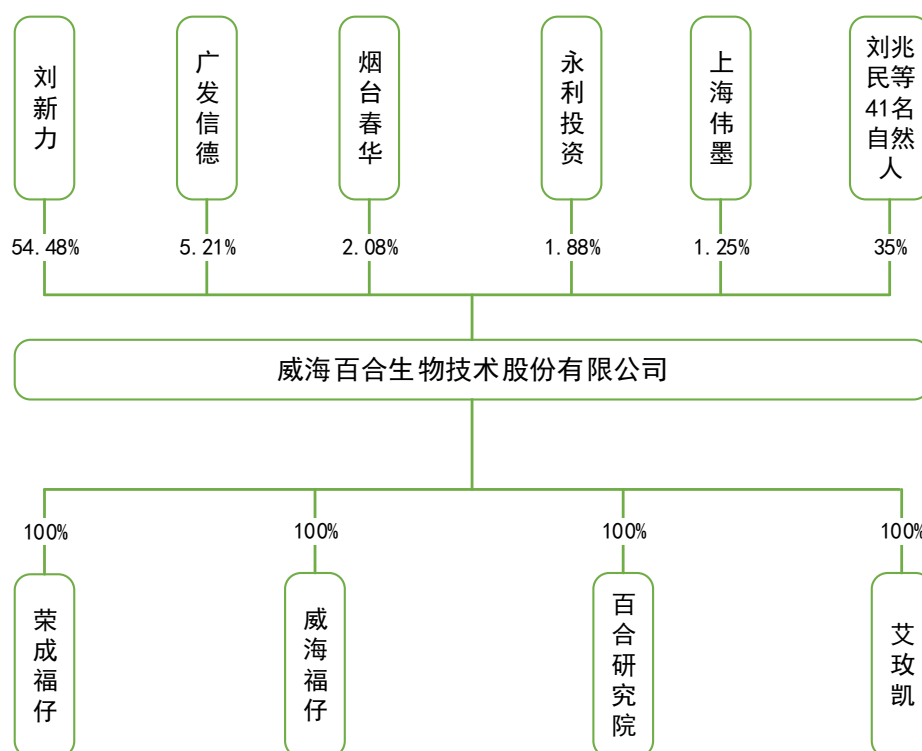 刘新力
广发信德
烟台春华
永利投资
上海伟墨
刘兆
民等
41名
自然
人
54.48%
5.21%
2.08%
1.88%
1.25%
35%
威海百合生物技术股份有限公司
100%
100%
100%
100%
荣成福仔
威海福仔
百合研究院
艾玫凯